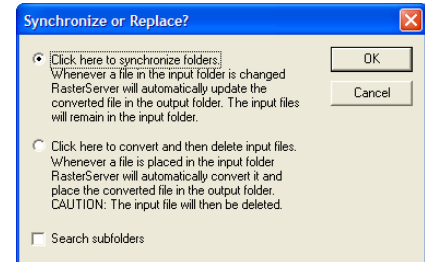 Synchronize or Replace?
Click here to synchronize folders.
Whenever a file in the input folder is changed
RasterServer will automatically update the
converted file in the output folder. The input files
will remain in the input folder.
OK
Cancel
Click here to convert and then delete input files.
Whenever a file is placed in the input folder
RasterServer will automatically convert it and
place the converted file in the output folder.
CAUTION: The input file will then be deleted.
Search subfolders